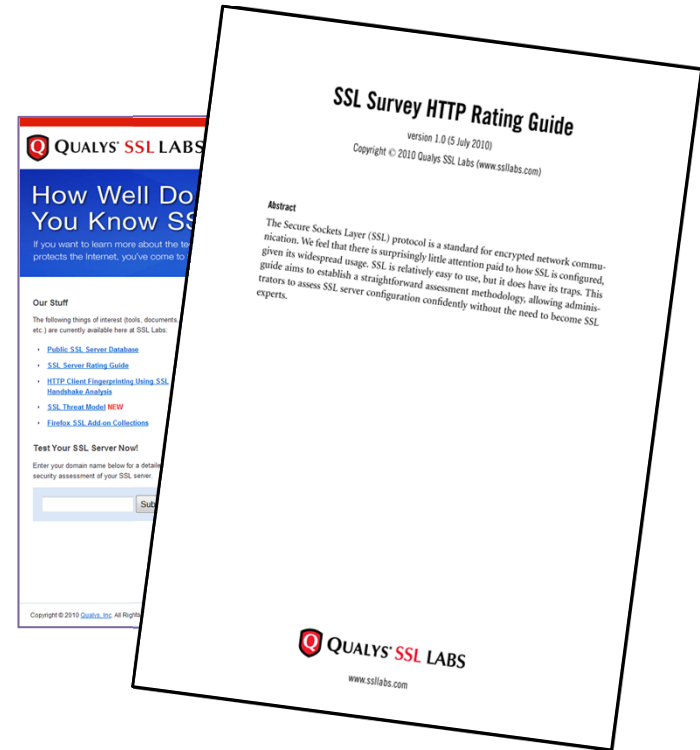 QUALYS' SSL LABS
How Well Do
You Know SS
If you want to learn more about the te
protects the Internet, you've come to
Our Stuff
The following things of interest (tools, documents,
etc.) are currently available here at SSL Labs:
Public SSL Server Database
SSL Server Rating Guide
HTTP Client Fingerprinting Using SSL
Handshake Analysis
SSL Threat Model NEW
Firefox SSL Add-on Collections
Test Your SSL Server Now!
Enter your domain name below for a detaile
security assessment of your SSL server.
Sub
Copyright © 2010 Qualys, Inc. All Rights
SSL Survey HTTP Rating Guide
version 1.0 (5 July 2010)
Copyright © 2010 Qualys SSL Labs (www.ssllabs.com)
Abstract
The Secure Sockets Layer (SSL) protocol is a standard for encrypted network commu-
nication. We feel that there is surprisingly little attention paid to how SSL is configured,
given its widespread usage. SSL is relatively easy to use, but it does have its traps. This
guide aims to establish a straightforward assessment methodology, allowing adminis-
trators to assess SSL server configuration confidently without the need to become SSL
experts.
QUALYS' SSL LABS
www.ssllabs.com